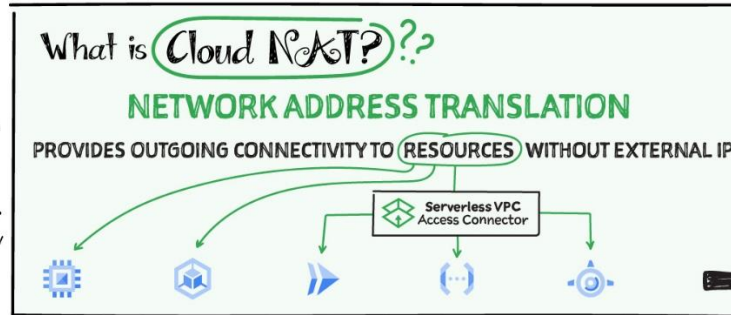 What is Cloud NAT? ??
NETWORK ADDRESS TRANSLATION
PROVIDES OUTGOING CONNECTIVITY TO RESOURCES WITHOUT EXTERNAL IP
Serverless VPC
Access Connector